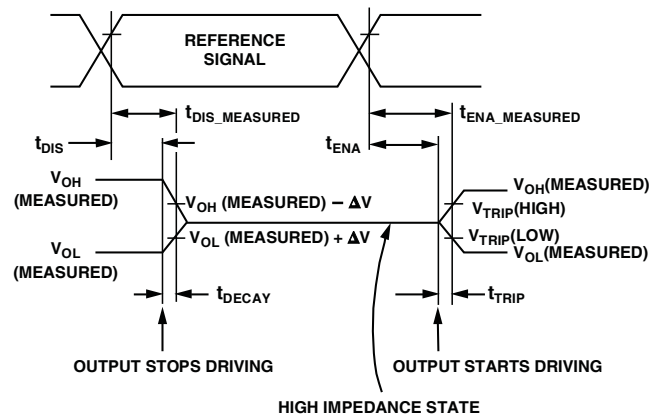 REFERENCE
SIGNAL
tDIS_MEASURED
tENA_MEASURED
tDIS
tENA
VOH
(MEASURED)
VOH (MEASURED) − ΔV
VOH(MEASURED)
VTRIP(HIGH)
VOL
(MEASURED)
VOL (MEASURED) + ΔV
VTRIP(LOW)
VOL(MEASURED)
tDECAY
tTRIP
OUTPUT STOPS DRIVING
OUTPUT STARTS DRIVING
HIGH IMPEDANCE STATE